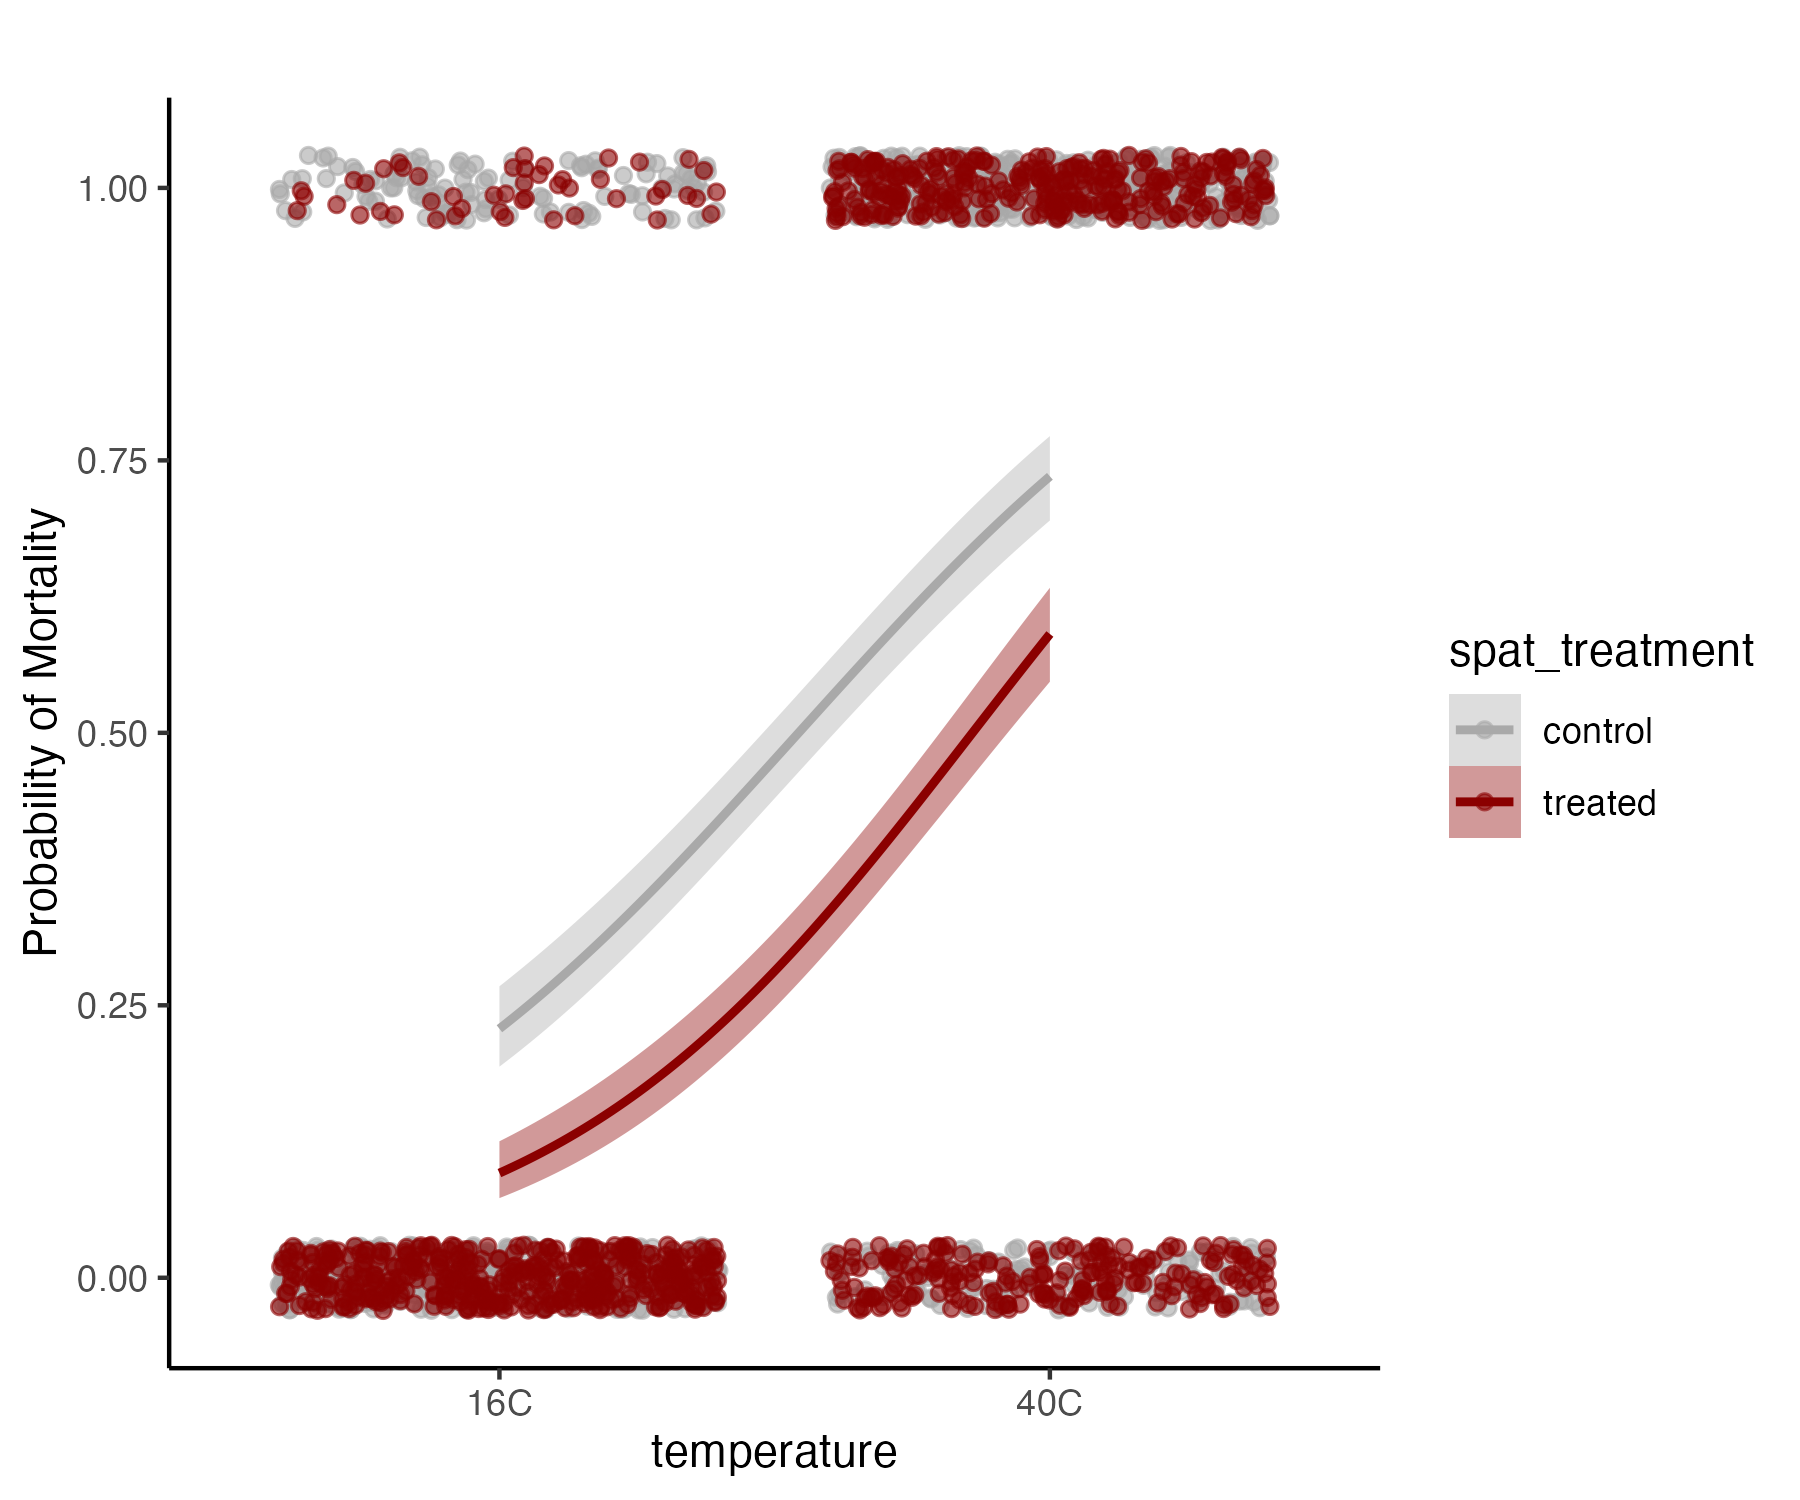 1.00
0.75
0.50
0.25
0.00
Probability of Mortality
16C
40C
temperature
spat_treatment
control
treated